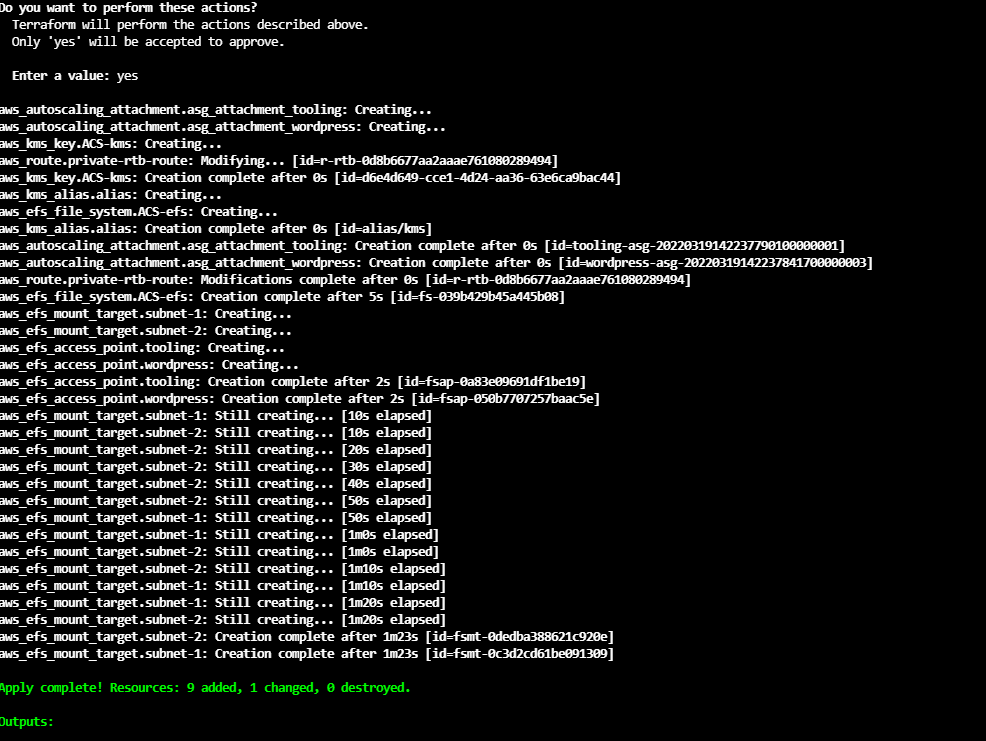 Do you want to perform these actions?
  Terraform will perform the actions described above.
  Only 'yes' will be accepted to approve.

  Enter a value: yes

aws_autoscaling_attachment.asg_attachment_tooling: Creating...
aws_autoscaling_attachment.asg_attachment_wordpress: Creating...
aws_kms_key.ACS-kms: Creating...
aws_route.private-rtb-route: Modifying... [id=r-rtb-0d8b6677aa2aaae761080289494]
aws_kms_key.ACS-kms: Creation complete after 0s [id=d6e4d649-cce1-4d24-aa36-63e6ca9bac44]
aws_kms_alias.alias: Creating...
aws_efs_file_system.ACS-efs: Creating...
aws_kms_alias.alias: Creation complete after 0s [id=alias/kms]
aws_autoscaling_attachment.asg_attachment_tooling: Creation complete after 0s [id=tooling-asg-20220319142237790100000001]
aws_autoscaling_attachment.asg_attachment_wordpress: Creation complete after 0s [id=wordpress-asg-20220319142237841700000003]
aws_route.private-rtb-route: Modifications complete after 0s [id=r-rtb-0d8b6677aa2aaae761080289494]
aws_efs_file_system.ACS-efs: Creation complete after 5s [id=fs-039b429b45a445b08]
aws_efs_mount_target.subnet-1: Creating...
aws_efs_mount_target.subnet-2: Creating...
aws_efs_access_point.tooling: Creating...
aws_efs_access_point.wordpress: Creating...
aws_efs_access_point.tooling: Creation complete after 2s [id=fsap-0a83e09691df1be19]
aws_efs_access_point.wordpress: Creation complete after 2s [id=fsap-050b7707257baac5e]
aws_efs_mount_target.subnet-1: Still creating... [10s elapsed]
aws_efs_mount_target.subnet-2: Still creating... [10s elapsed]
aws_efs_mount_target.subnet-2: Still creating... [20s elapsed]
aws_efs_mount_target.subnet-2: Still creating... [30s elapsed]
aws_efs_mount_target.subnet-2: Still creating... [40s elapsed]
aws_efs_mount_target.subnet-2: Still creating... [50s elapsed]
aws_efs_mount_target.subnet-1: Still creating... [50s elapsed]
aws_efs_mount_target.subnet-1: Still creating... [1m0s elapsed]
aws_efs_mount_target.subnet-2: Still creating... [1m0s elapsed]
aws_efs_mount_target.subnet-2: Still creating... [1m10s elapsed]
aws_efs_mount_target.subnet-1: Still creating... [1m10s elapsed]
aws_efs_mount_target.subnet-1: Still creating... [1m20s elapsed]
aws_efs_mount_target.subnet-2: Still creating... [1m20s elapsed]
aws_efs_mount_target.subnet-2: Creation complete after 1m23s [id=fsmt-0dedba388621c920e]
aws_efs_mount_target.subnet-1: Creation complete after 1m23s [id=fsmt-0c3d2cd61be091309]

Apply complete! Resources: 9 added, 1 changed, 0 destroyed.

Outputs: